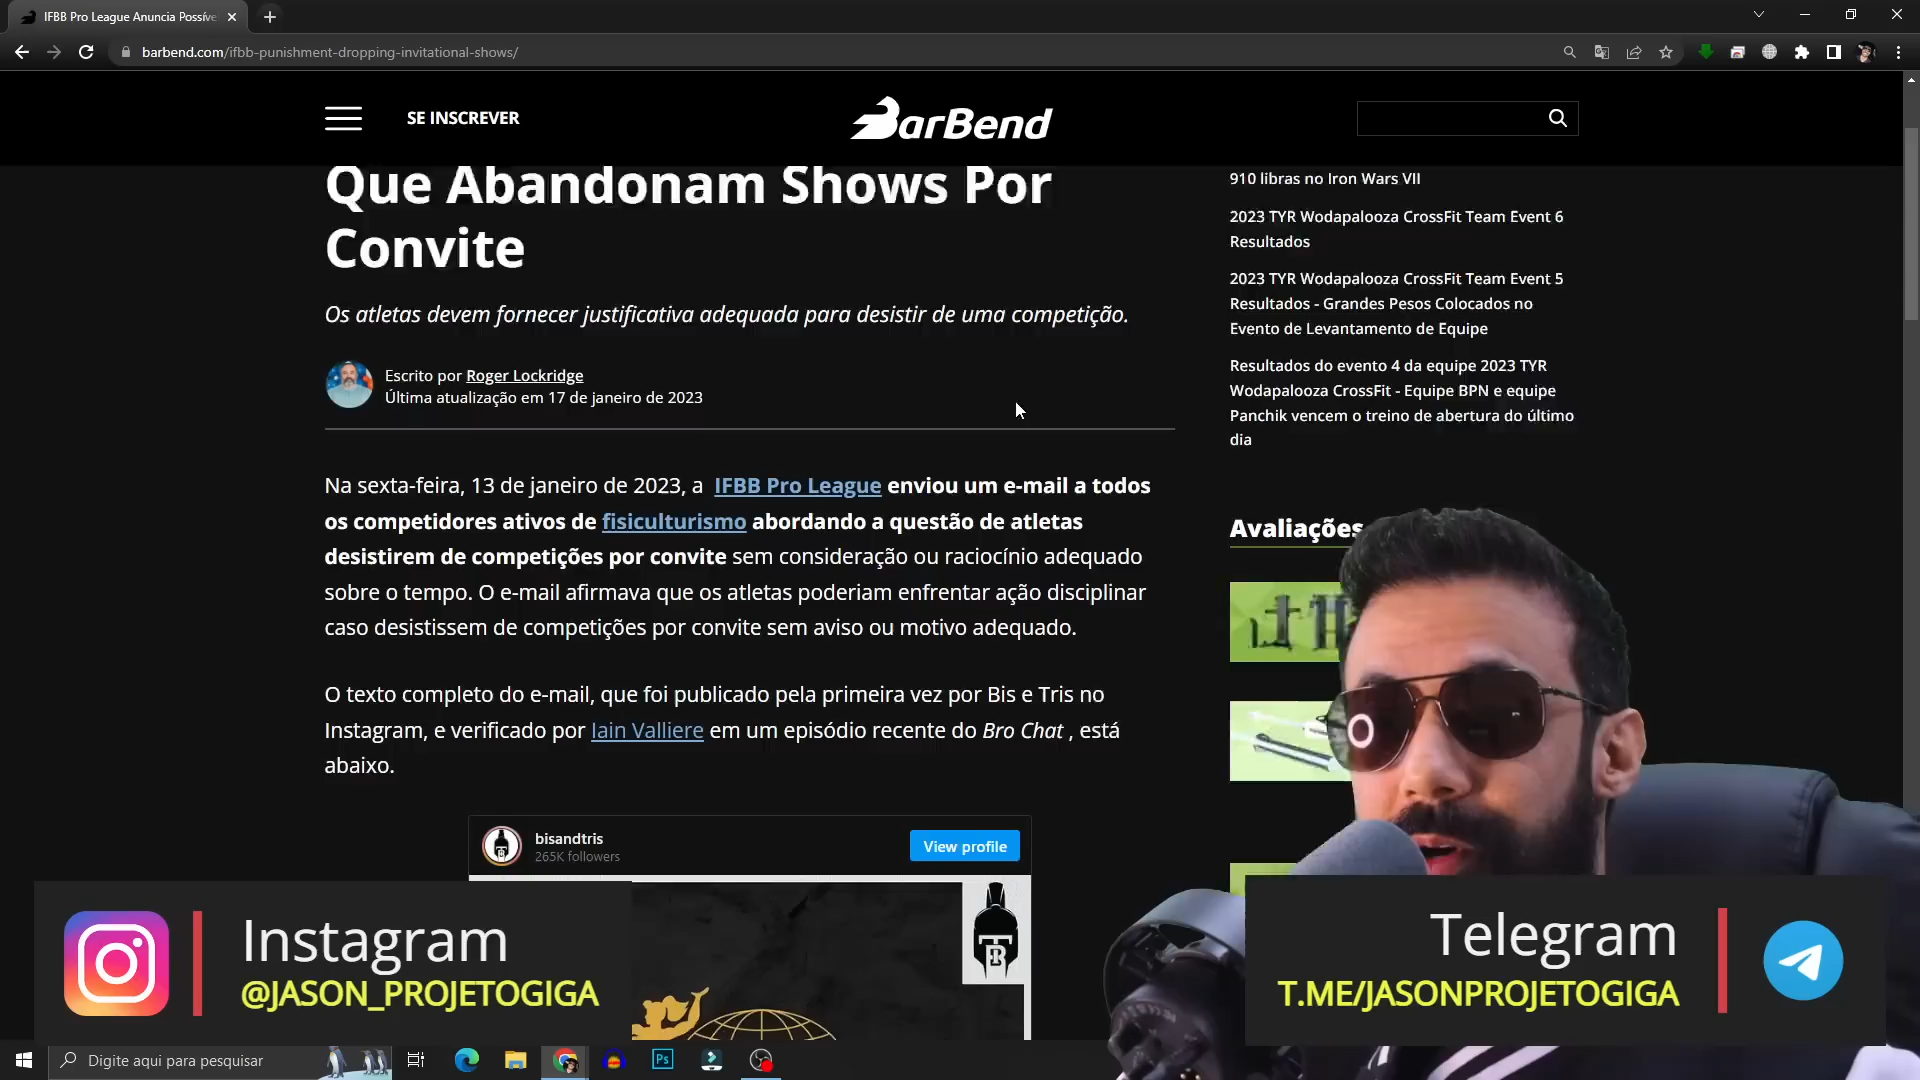 IFBB Pro League Anuncia Possíve
barbend.com/ifbb-punishment-dropping-invitational-shows/
SE INSCREVER
BarBend
Que Abandonam Shows Por
Convite
Os atletas devem fornecer justificativa adequada para desistir de uma competição.
Escrito por Roger Lockridge
Última atualização em 17 de janeiro de 2023
Na sexta-feira, 13 de janeiro de 2023, a IFBB Pro League enviou um e-mail a todos
os competidores ativos de fisiculturismo abordando a questão de atletas
desistirem de competições por convite sem consideração ou raciocínio adequado
sobre o tempo. O e-mail afirmava que os atletas poderiam enfrentar ação disciplinar
caso desistissem de competições por convite sem aviso ou motivo adequado.
O texto completo do e-mail, que foi publicado pela primeira vez por Bis e Tris no
Instagram, e verificado por Iain Valliere em um episódio recente do Bro Chat , está
abaixo.
bisandtris
265K followers
View profile
910 libras no Iron Wars VII
2023 TYR Wodapalooza CrossFit Team Event 6
Resultados
2023 TYR Wodapalooza CrossFit Team Event 5
Resultados - Grandes Pesos Colocados no
Evento de Levantamento de Equipe
Resultados do evento 4 da equipe 2023 TYR
Wodapalooza CrossFit - Equipe BPN e equipe
Panchik vencem o treino de abertura do último
dia
Avaliações
Instagram
@JASON_PROJETOGIGA
Telegram
T.ME/JASONPROJETOGIGA
Digite aqui para pesquisar
Ps